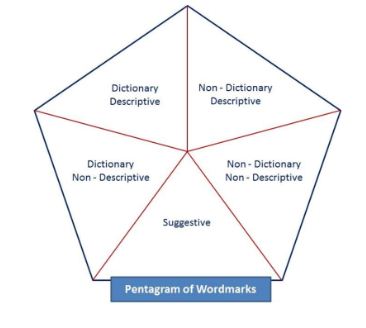 Dictionary
Descriptive
Non - Dictionary
Descriptive
Dictionary
Non - Descriptive
Non - Dictionary
Non - Descriptive
Suggestive
Pentagram of Wordmarks